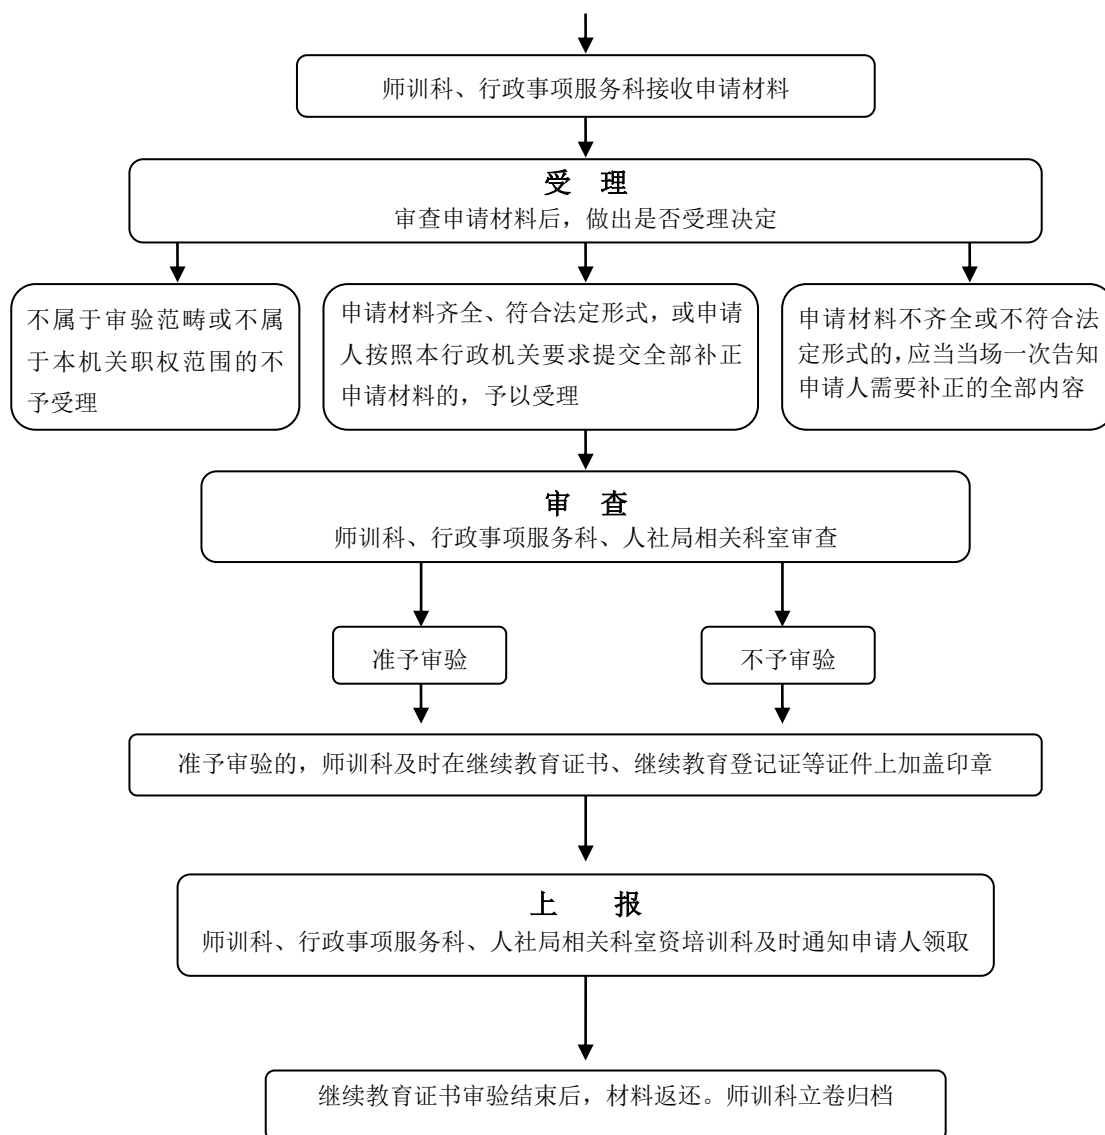 师训科、行政事项服务科接收申请材料
受 理
审查申请材料后，做出是否受理决定
不属于审验范畴或不属
于本机关职权范围的不
予受理
申请材料齐全、符合法定形式，或申请
人按照本行政机关要求提交全部补正
申请材料的，予以受理
申请材料不齐全或不符合法
定形式的，应当当场一次告知
申请人需要补正的全部内容
审 查
师训科、行政事项服务科、人社局相关科室审查
准予审验
不予审验
准予审验的，师训科及时在继续教育证书、继续教育登记证等证件上加盖印章
上 报
师训科、行政事项服务科、人社局相关科室资培训科及时通知申请人领取
继续教育证书审验结束后，材料返还。师训科立卷归档